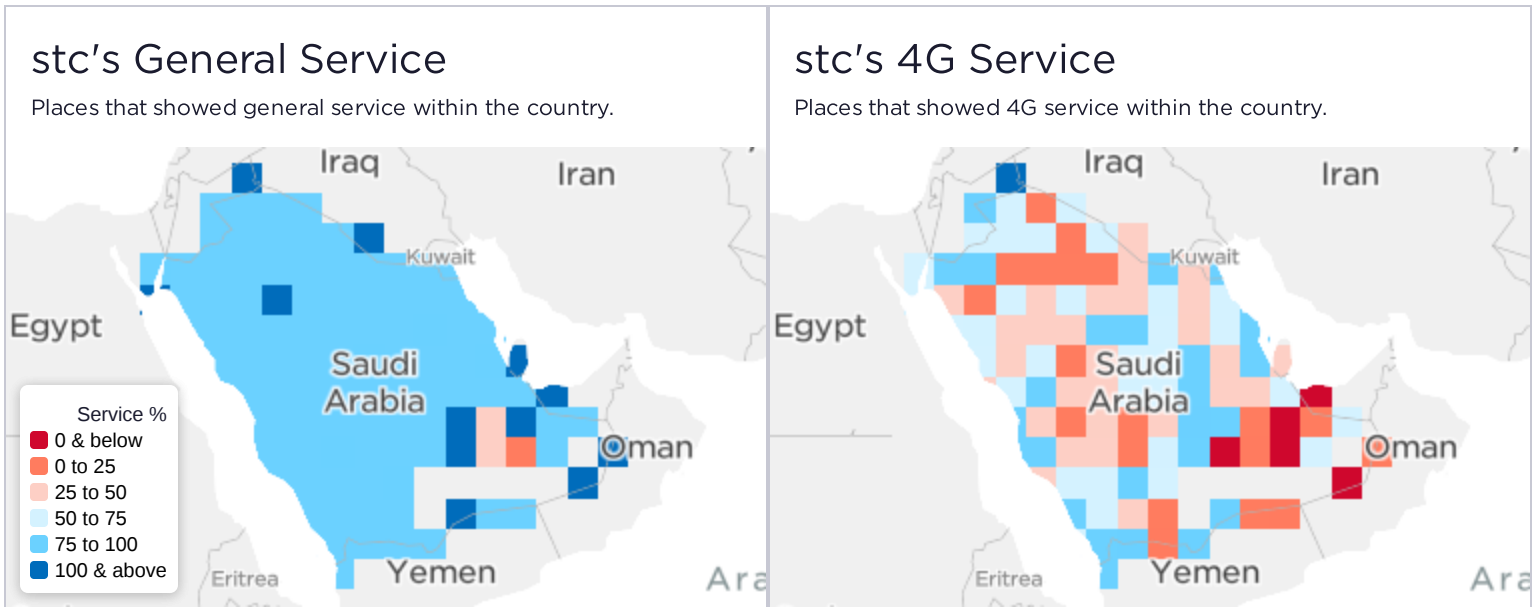 stc's General Service
Places that showed general service within the country.
Iraq
Iran
Kuwait
Egypt
Saudi
Arabia
Oman
Yemen
Eritrea
Ara
Service %
0 & below
0 to 25
25 to 50
50 to 75
75 to 100
100 & above
stc's 4G Service
Places that showed 4G service within the country.
Iraq
Iran
Kuwait
Egypt
Saudi
Arabia
Oman
Yemen
Eritrea
Ara